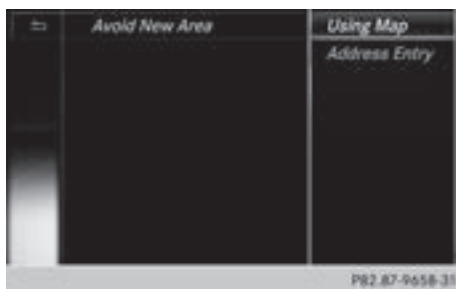 Avoid New Area
Using Map
Address Entry
P82.87-9658-31